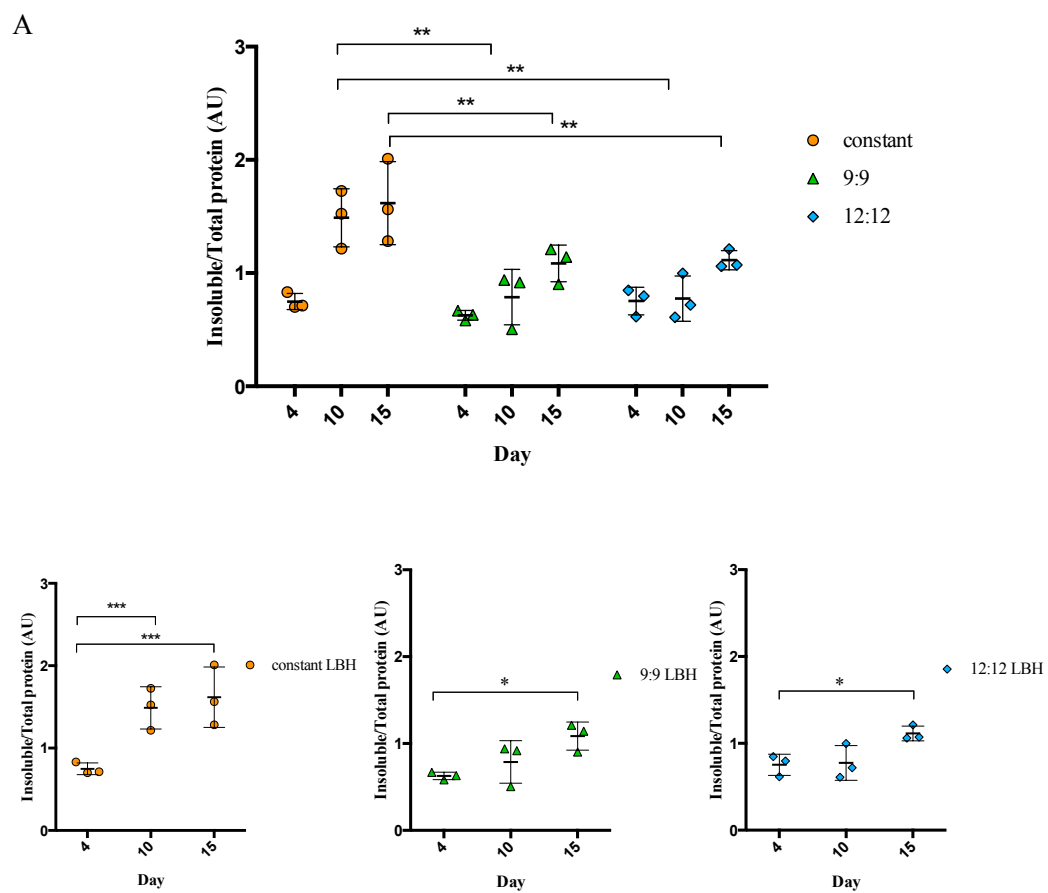 A
**
**
**
**
3
2
1
0
Insoluble/Total protein (AU)
4 10 15 4 10 15 4 10 15
Day
constant
9:9
12:12
***
***
3
2
1
0
Insoluble/Total protein (AU)
4 10 15
Day
constant LBH
*
3
2
1
0
Insoluble/Total protein (AU)
4 10 15
Day
9:9 LBH
*
3
2
1
0
Insoluble/Total protein (AU)
4 10 15
Day
12:12 LBH